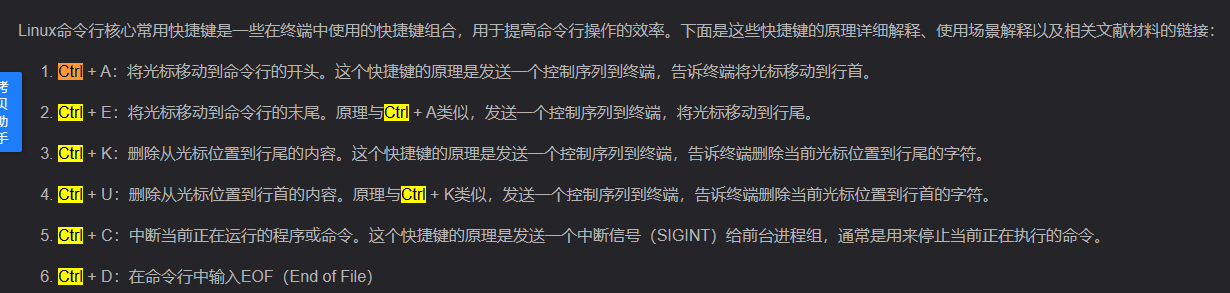 Linux命令行核心常用快捷键是一些在终端中使用的快捷键组合，用于提高命令行操作的效率。下面是这些快捷键的原理详细解释、使用场景解释以及相关文献材料的链接：
1. Ctrl + A：将光标移动到命令行的开头。这个快捷键的原理是发送一个控制序列到终端，告诉终端将光标移动到行首。
2. Ctrl + E：将光标移动到命令行的末尾。原理与Ctrl + A类似，发送一个控制序列到终端，将光标移动到行尾。
3. Ctrl + K：删除从光标位置到行尾的内容。这个快捷键的原理是发送一个控制序列到终端，告诉终端删除当前光标位置到行尾的字符。
4. Ctrl + U：删除从光标位置到行首的内容。原理与Ctrl + K类似，发送一个控制序列到终端，告诉终端删除当前光标位置到行首的字符。
5. Ctrl + C：中断当前正在运行的程序或命令。这个快捷键的原理是发送一个中断信号（SIGINT）给前台进程组，通常是用来停止当前正在执行的命令。
6. Ctrl + D：在命令行中输入EOF（End of File）
拷
贝
助
手